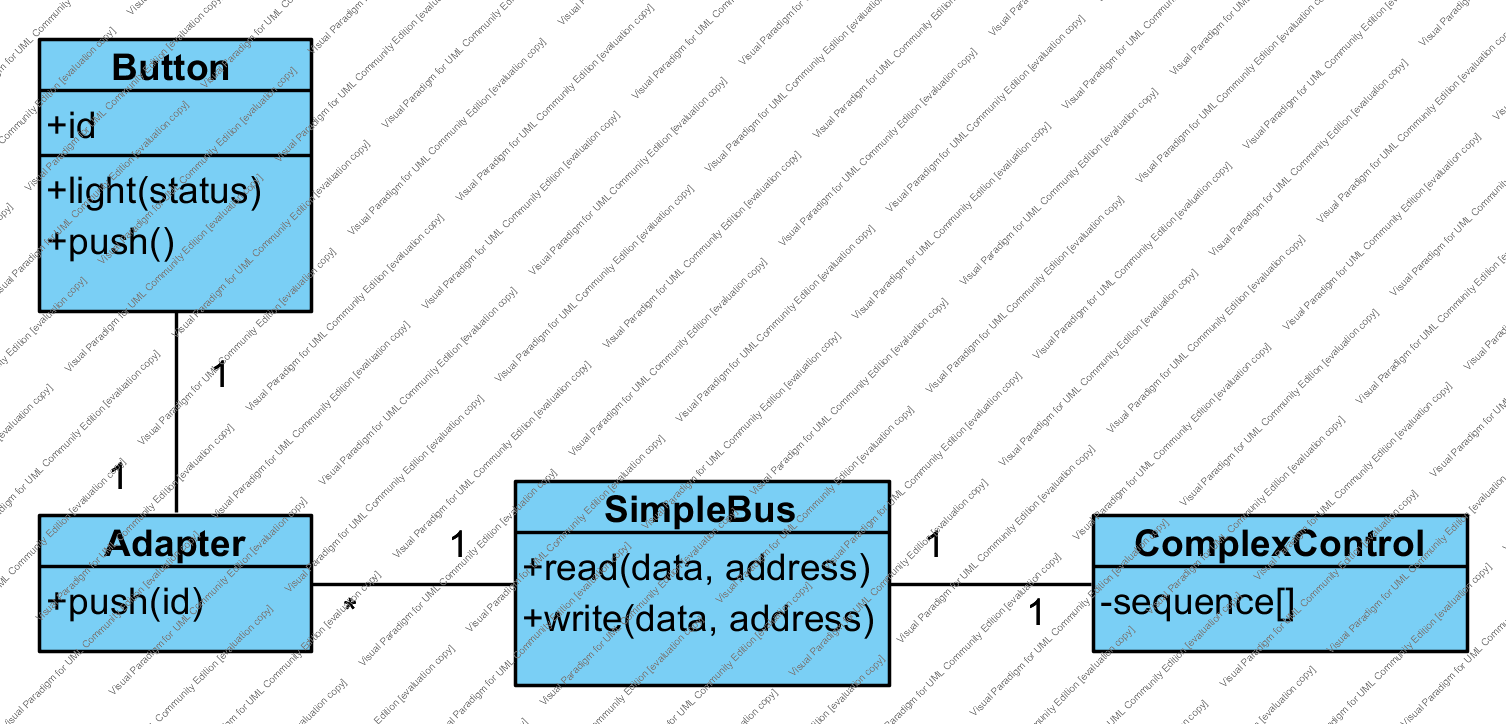 Button
+id
+light(status)
+push()
1
1
Adapter
+push(id)
*
1
SimpleBus
+read(data, address)
+write(data, address)
1
1
ComplexControl
-sequence[]
Visual Paradigm for UML Community Edition [evaluation copy]